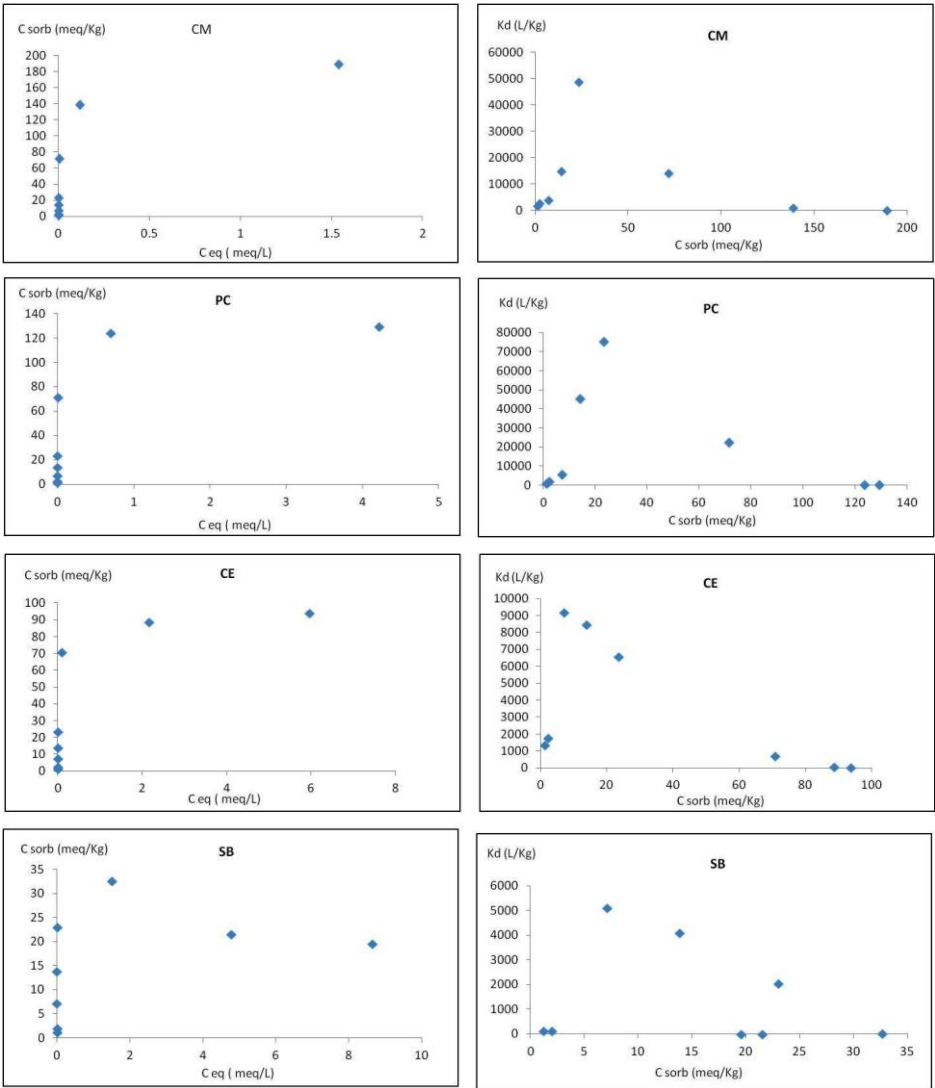 C sorb (meq/Kg)
CM
200
180
160
140
120
100
80
60
40
20
0
0 0.5 1 1.5 2
C eq ( meq/L)
Kd (L/Kg)
CM
60000
50000
40000
30000
20000
10000
0
0 50 100 150 200
C sorb (meq/Kg)
C sorb (meq/Kg)
PC
140
120
100
80
60
40
20
0
0 1 2 3 4 5
C eq ( meq/L)
Kd (L/Kg)
PC
80000
70000
60000
50000
40000
30000
20000
10000
0
0 20 40 60 80 100 120 140
C sorb (meq/Kg)
C sorb (meq/Kg)
CE
100
90
80
70
60
50
40
30
20
10
0
0 2 4 6 8
C eq ( meq/L)
Kd (L/Kg)
CE
10000
9000
8000
7000
6000
5000
4000
3000
2000
1000
0
0 20 40 60 80 100
C sorb (meq/Kg)
C sorb (meq/Kg)
SB
35
30
25
20
15
10
5
0
0 2 4 6 8 10
C eq ( meq/L)
Kd (L/Kg)
SB
6000
5000
4000
3000
2000
1000
0
0 5 10 15 20 25 30 35
C sorb (meq/Kg)